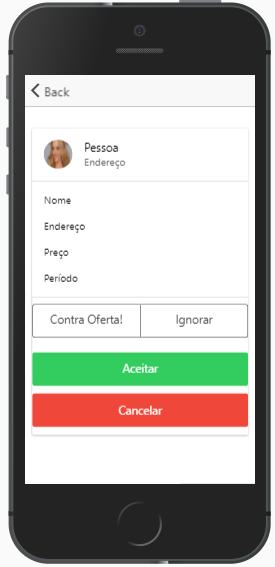 Back
Pessoa
Endereço
Nome
Endereço
Preço
Período
Contra Oferta! Ignorar
Aceitar
Cancelar